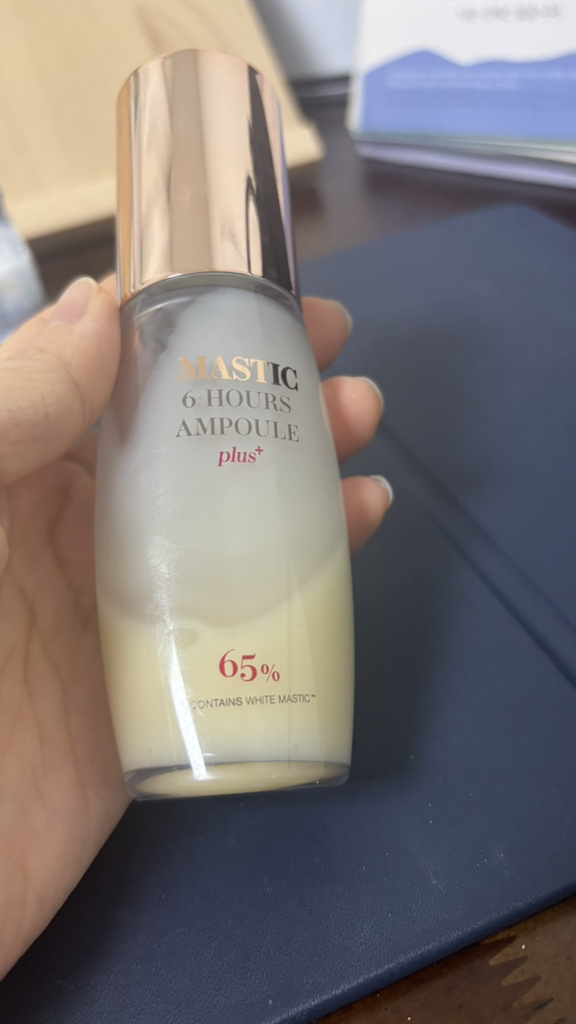 MASTIC
6-HOURS
AMPOULE
plus+
65%
CONTAINS WHITE MASTIC™